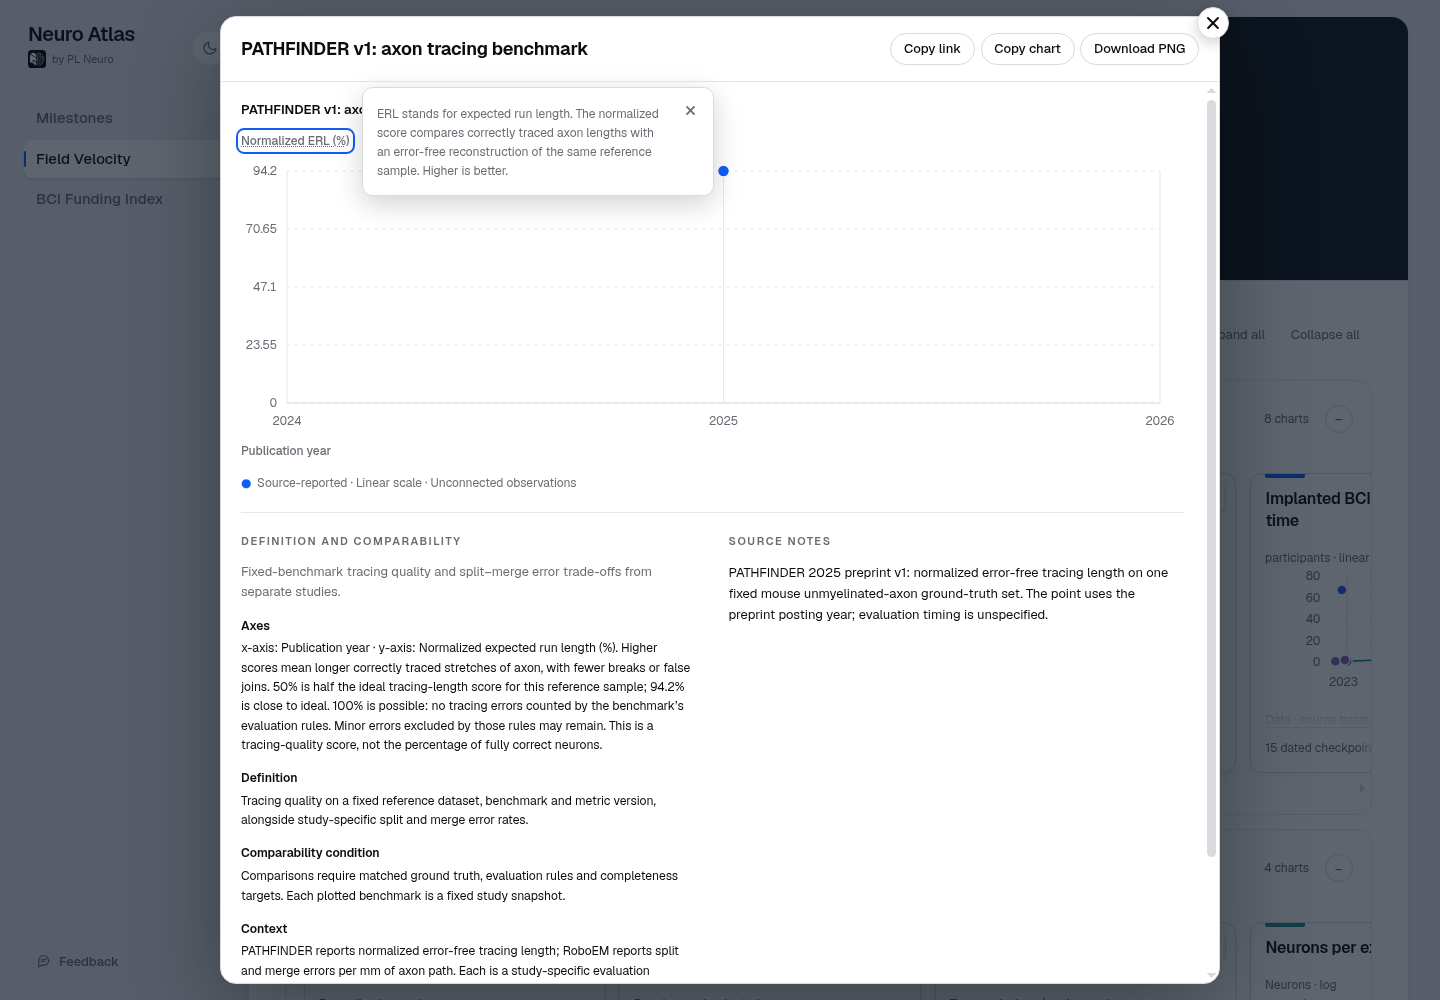 Neuro Atlas
by PL Neuro
Milestones
Field Velocity
BCI Funding Index
Feedback
PATHFINDER v1: axon tracing benchmark
Copy link
Copy chart
Download PNG
PATHFINDER v1: axo
Normalized ERL (%)
ERL stands for expected run length. The normalized
score compares correctly traced axon lengths with
an error-free reconstruction of the same reference
sample. Higher is better.
94.2
70.65
47.1
23.55
0
2024
2025
2026
Publication year
Source-reported · Linear scale · Unconnected observations
DEFINITION AND COMPARABILITY
Fixed-benchmark tracing quality and split–merge error trade-offs from
separate studies.
Axes
x-axis: Publication year · y-axis: Normalized expected run length (%). Higher
scores mean longer correctly traced stretches of axon, with fewer breaks or false
joins. 50% is half the ideal tracing-length score for this reference sample; 94.2%
is close to ideal. 100% is possible: no tracing errors counted by the benchmark’s
evaluation rules. Minor errors excluded by those rules may remain. This is a
tracing-quality score, not the percentage of fully correct neurons.
Definition
Tracing quality on a fixed reference dataset, benchmark and metric version,
alongside study-specific split and merge error rates.
Comparability condition
Comparisons require matched ground truth, evaluation rules and completeness
targets. Each plotted benchmark is a fixed study snapshot.
Context
PATHFINDER reports normalized error-free tracing length; RoboEM reports split
and merge errors per mm of axon path. Each is a study-specific evaluation
SOURCE NOTES
PATHFINDER 2025 preprint v1: normalized error-free tracing length on one
fixed mouse unmyelinated-axon ground-truth set. The point uses the
preprint posting year; evaluation timing is unspecified.
pand all
Collapse all
8 charts
Implanted BCI
time
participants · linear
80
60
40
20
0
2023
Date · source basis
15 dated checkpoin
4 charts
Neurons per e
Neurons · log